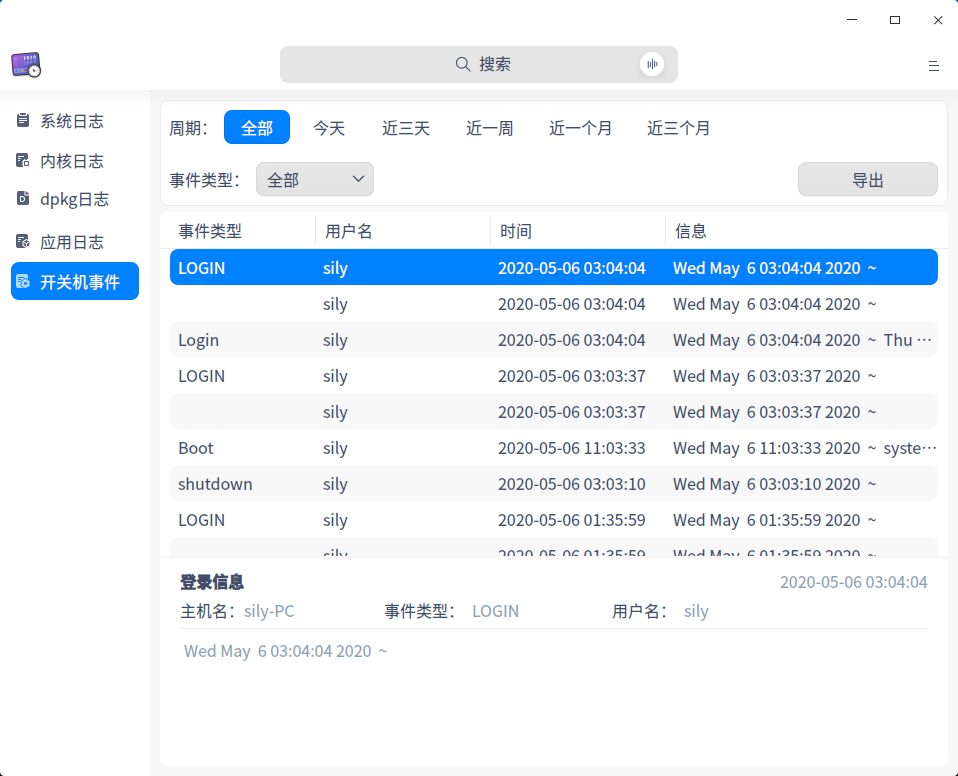 搜索
系统日志
内核日志
dpkg日志
应用日志
开关机事件
周期： 全部 今天 近三天 近一周 近一个月 近三个月
事件类型： 全部 导出
事件类型 用户名 时间 信息
LOGIN sily 2020-05-06 03:04:04 Wed May 6 03:04:04 2020 ~
sily 2020-05-06 03:04:04 Wed May 6 03:04:04 2020 ~
Login sily 2020-05-06 03:04:04 Wed May 6 03:04:04 2020 ~ Thu ···
LOGIN sily 2020-05-06 03:03:37 Wed May 6 03:03:37 2020 ~
sily 2020-05-06 03:03:37 Wed May 6 03:03:37 2020 ~
Boot sily 2020-05-06 11:03:33 Wed May 6 11:03:33 2020 ~ syste···
shutdown sily 2020-05-06 03:03:10 Wed May 6 03:03:10 2020 ~
LOGIN sily 2020-05-06 01:35:59 Wed May 6 01:35:59 2020 ~
sily 2020-05-06 01:35:59 Wed May 6 01:35:59 2020 ~
登录信息 2020-05-06 03:04:04
主机名： sily-PC 事件类型： LOGIN 用户名： sily
Wed May 6 03:04:04 2020 ~